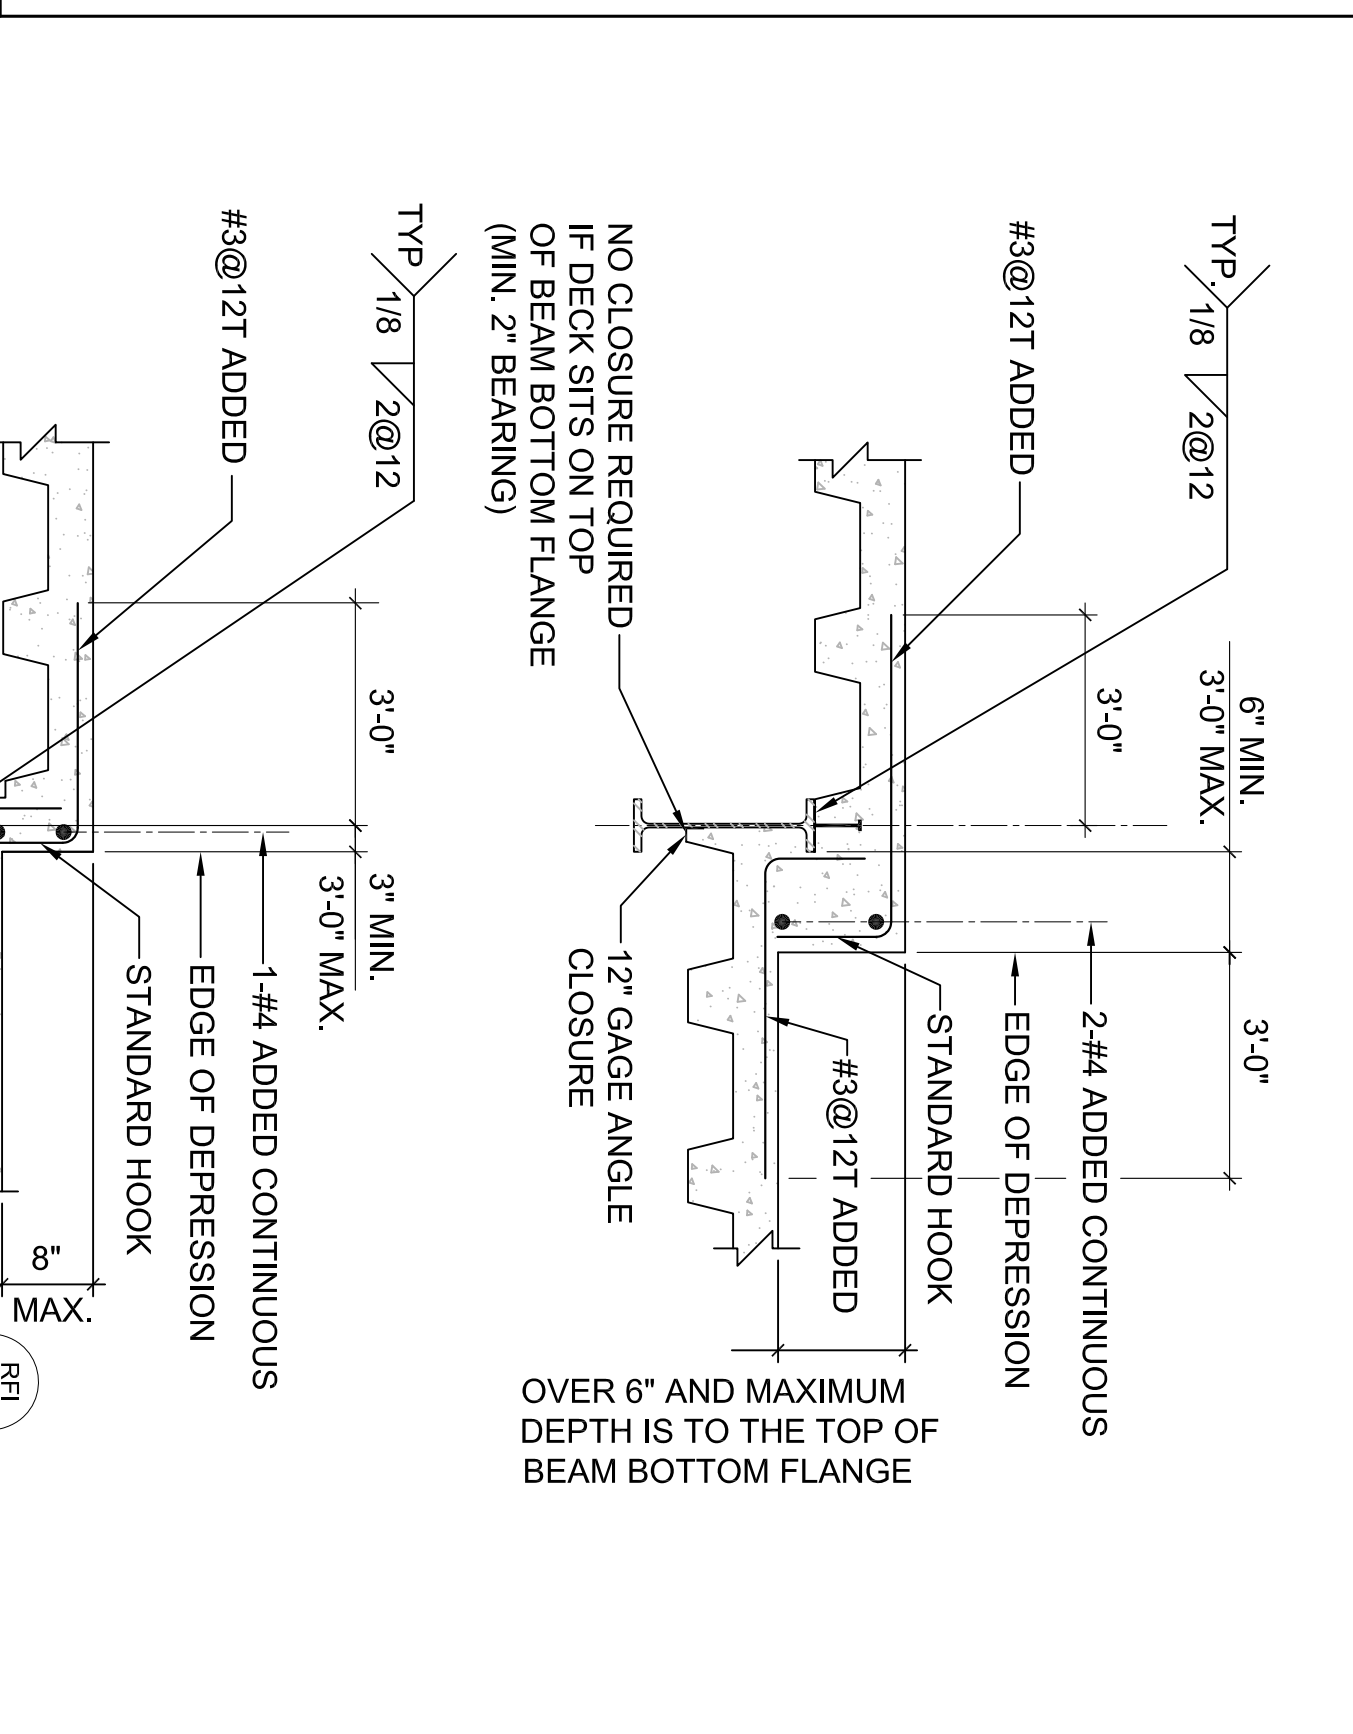 TYP.
1/8
2@12
6" MIN.
3'-0" MAX.
3'-0"
3'-0"
#3@12T ADDED
2-#4 ADDED CONTINUOUS
EDGE OF DEPRESSION
STANDARD HOOK
#3@12T ADDED
NO CLOSURE REQUIRED
IF DECK SITS ON TOP
OF BEAM BOTTOM FLANGE
(MIN. 2" BEARING)
12" GAGE ANGLE
CLOSURE
OVER 6" AND MAXIMUM
DEPTH IS TO THE TOP OF
BEAM BOTTOM FLANGE
TYP
1/8
2@12
3'-0"
3" MIN.
3'-0" MAX.
#3@12T ADDED
1-#4 ADDED CONTINUOUS
EDGE OF DEPRESSION
STANDARD HOOK
8"
MAX.
RFI